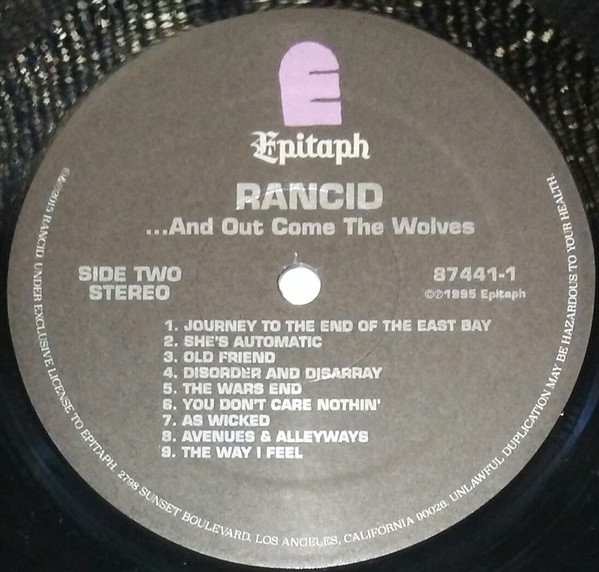 E
Epitaph
RANCID
...And Out Come The Wolves
SIDE TWO
STEREO
87441-1
©℗1995 Epitaph
1. JOURNEY TO THE END OF THE EAST BAY
2. SHE'S AUTOMATIC
3. OLD FRIEND
4. DISORDER AND DISARRAY
5. THE WARS END
6. YOU DON'T CARE NOTHIN'
7. AS WICKED
8. AVENUES & ALLEYWAYS
9. THE WAY I FEEL
©℗2015 RANCID UNDER EXCLUSIVE LICENSE TO EPITAPH. 2798 SUNSET BOULEVARD, LOS ANGELES, CALIFORNIA 90026. UNLAWFUL DUPLICATION MAY BE HAZARDOUS TO YOUR HEALTH.